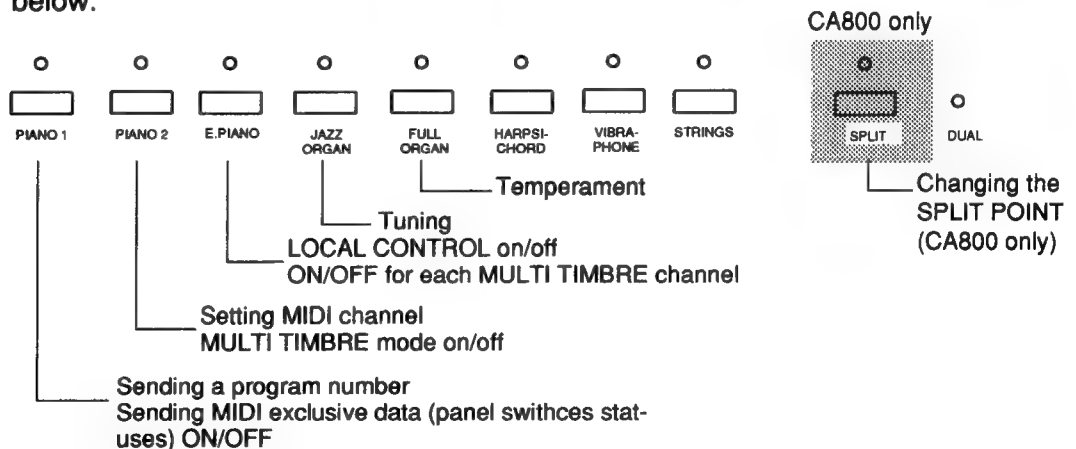 below.
CA800 only
PIANO 1 PIANO 2 E.PIANO JAZZ ORGAN FULL ORGAN HARPSI-CHORD VIBRA-PHONE STRINGS SPLIT DUAL
Temperament
Changing the
SPLIT POINT
(CA800 only)
Tuning
LOCAL CONTROL on/off
ON/OFF for each MULTI TIMBRE channel
Setting MIDI channel
MULTI TIMBRE mode on/off
Sending a program number
Sending MIDI exclusive data (panel swithces stat-
uses) ON/OFF